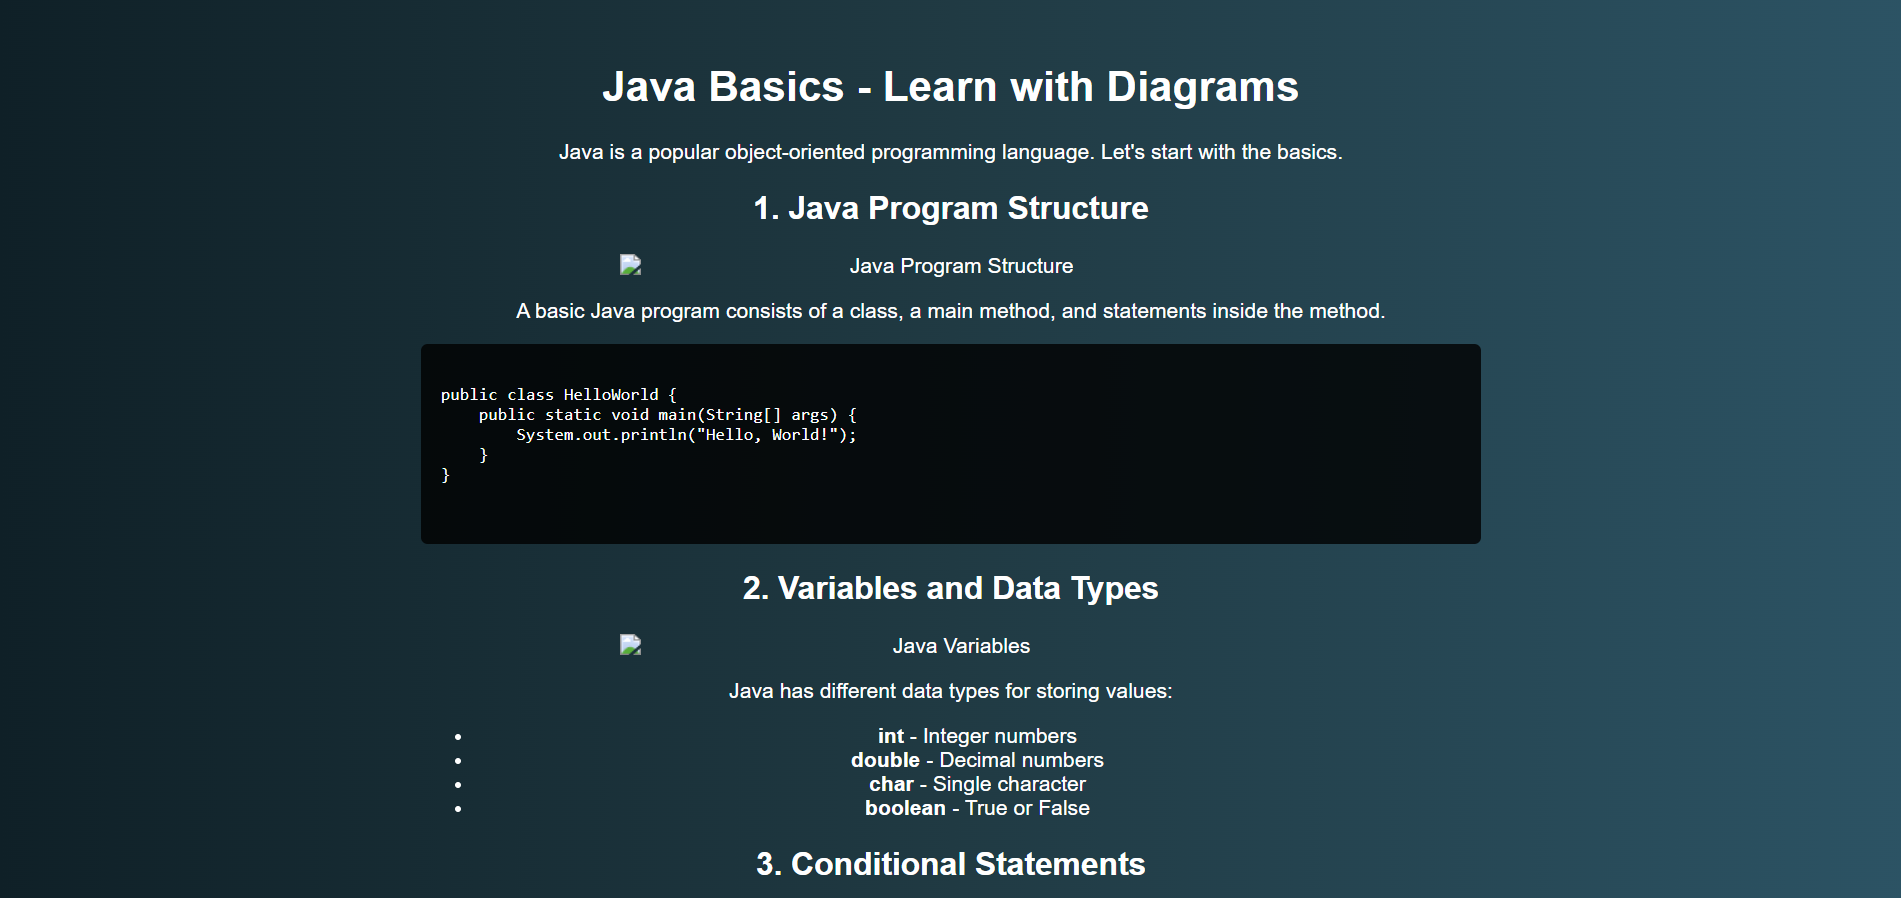 Java Basics - Learn with Diagrams
Java is a popular object-oriented programming language. Let's start with the basics.
1. Java Program Structure
Java Program Structure
A basic Java program consists of a class, a main method, and statements inside the method.
public class HelloWorld {
    public static void main(String[] args) {
        System.out.println("Hello, World!");
    }
}
2. Variables and Data Types
Java Variables
Java has different data types for storing values:
• int - Integer numbers
• double - Decimal numbers
• char - Single character
• boolean - True or False
3. Conditional Statements